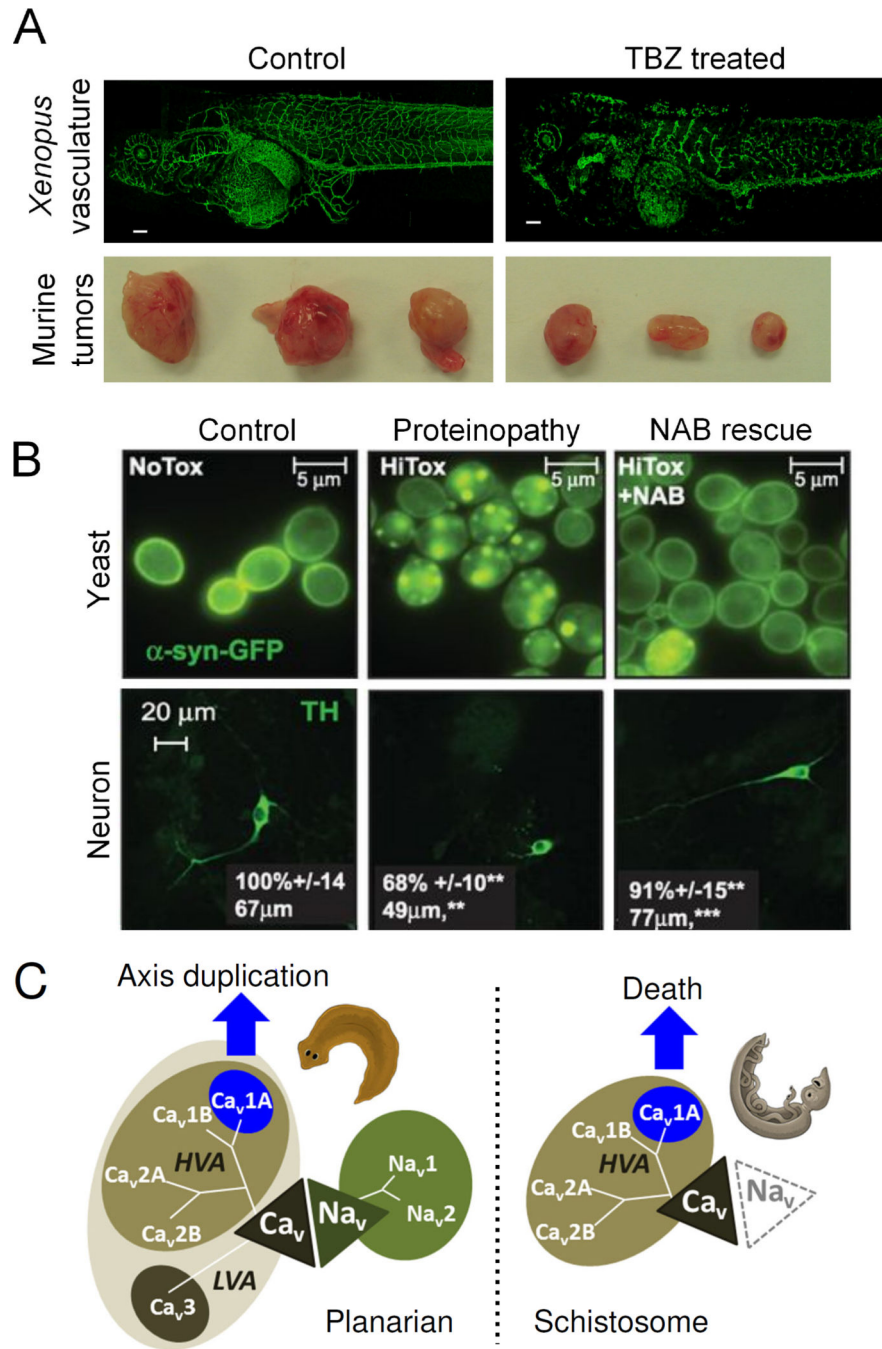 A
Control
TBZ treated
Xenopus
vasculature
Murine
tumors
B
Control
Proteinopathy
NAB rescue
NoTox
5 µm
HiTox
5 µm
HiTox
+NAB
5 µm
Yeast
α-syn-GFP
20 µm
TH
Neuron
100%+/-14
67µm
68% +/-10**
49µm,**
91%+/-15**
77µm,***
C
Axis duplication
Death
Cav1A
Cav1B
HVA
Cav2A
Cav2B
Cav
Nav
Nav1
Nav2
LVA
Cav3
Planarian
Cav1A
Cav1B
HVA
Cav2A
Cav2B
Cav
Nav
Schistosome